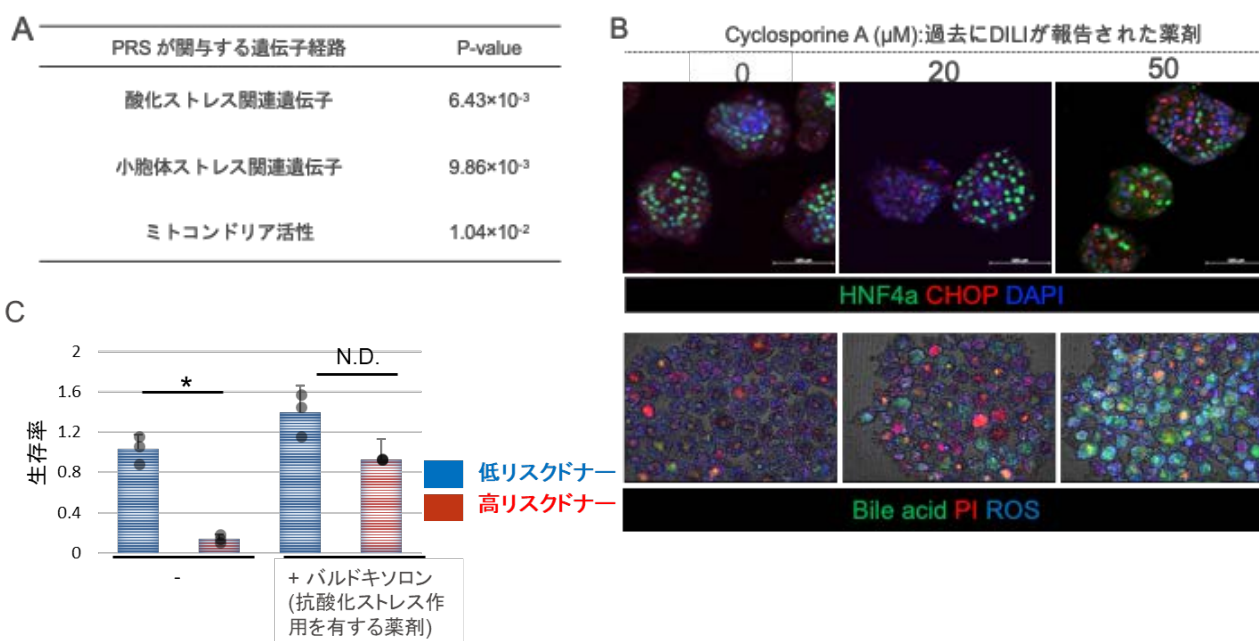 A
PRS が関与する遺伝子経路 P-value
酸化ストレス関連遺伝子 6.43×10-3
小胞体ストレス関連遺伝子 9.86×10-3
ミトコンドリア活性 1.04×10-2
B
Cyclosporine A (μM):過去にDILIが報告された薬剤
0 20 50
HNF4a CHOP DAPI
Bile acid PI ROS
C
生存率
2
1.6
1.2
0.8
0.4
0
*
N.D.
低リスクドナー
高リスクドナー
-
+ バルドキソロン
(抗酸化ストレス作
用を有する薬剤)